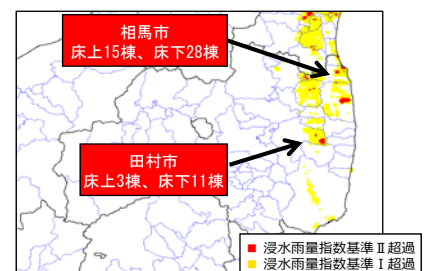 相馬市
床上15棟、床下28棟
田村市
床上3棟、床下11棟
■ 浸水雨量指数基準Ⅱ超過
■ 浸水雨量指数基準Ⅰ超過